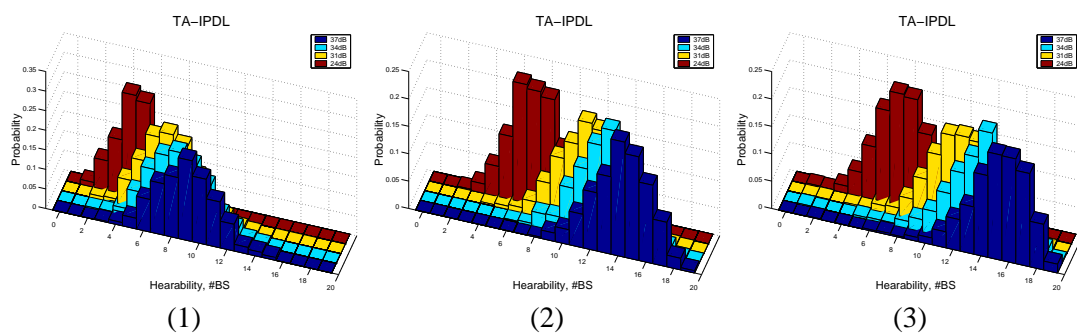 TA−IPDL
37dB
34dB
31dB
24dB
0.35
0.3
0.25
0.2
0.15
0.1
0.05
0
Probability
0 2 4 6 8 10 12 14 16 18 20
Hearability, #BS
(1)
TA−IPDL
37dB
34dB
31dB
24dB
0.25
0.2
0.15
0.1
0.05
0
Probability
0 2 4 6 8 10 12 14 16 18 20
Hearability, #BS
(2)
TA−IPDL
37dB
34dB
31dB
24dB
0.25
0.2
0.15
0.1
0.05
0
Probability
0 2 4 6 8 10 12 14 16 18 20
Hearability, #BS
(3)